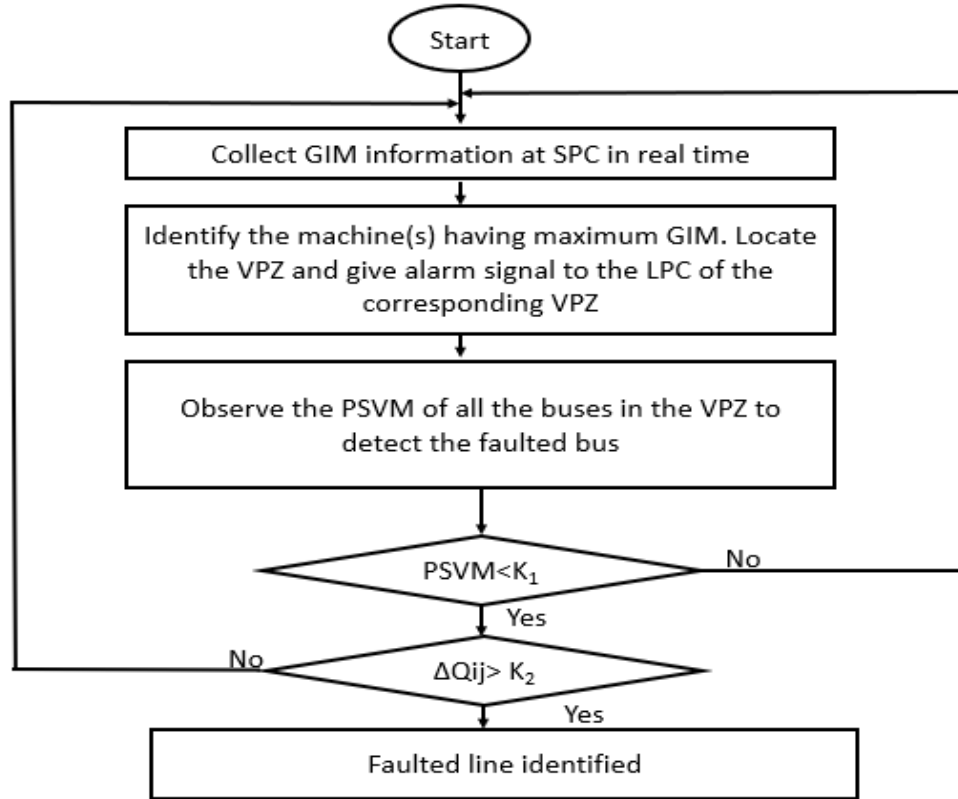 Start
Collect GIM information at SPC in real time
Identify the machine(s) having maximum GIM. Locate
the VPZ and give alarm signal to the LPC of the
corresponding VPZ
Observe the PSVM of all the buses in the VPZ to
detect the faulted bus
PSVM<K₁
No
Yes
ΔQij> K₂
No
Yes
Faulted line identified